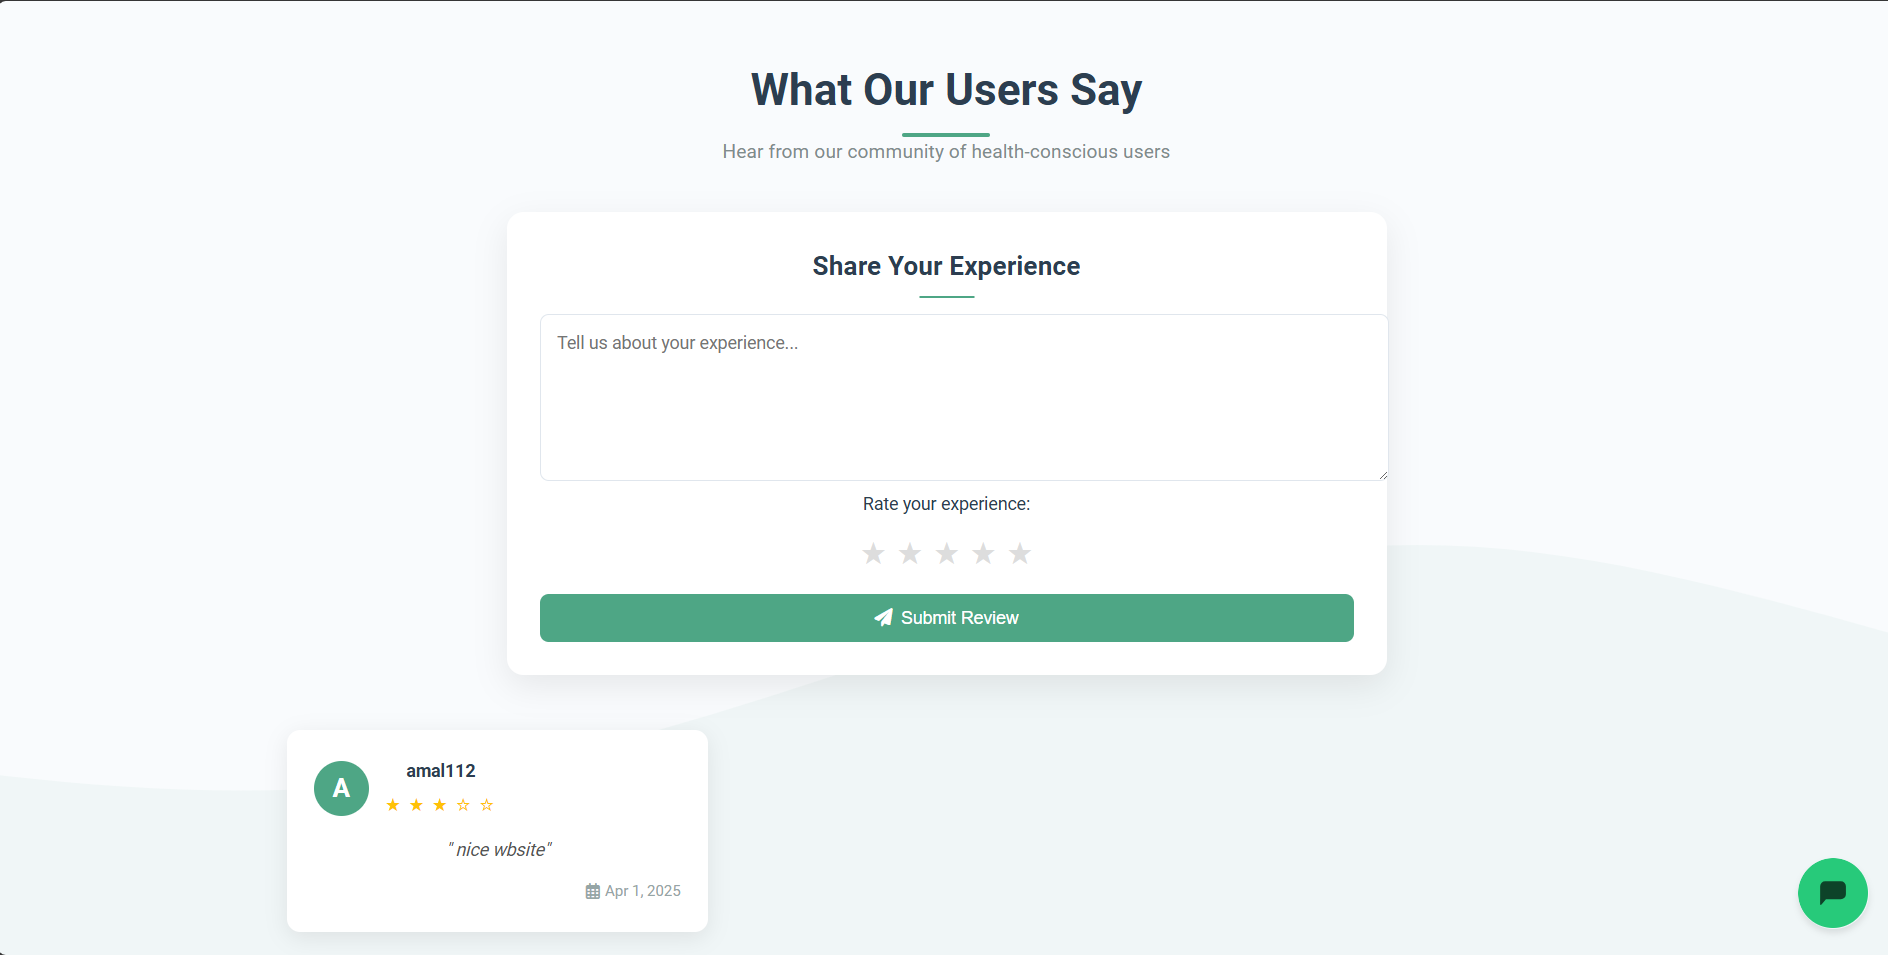 What Our Users Say
Hear from our community of health-conscious users
Share Your Experience
Tell us about your experience...
Rate your experience:
★ ★ ★ ★ ★
Submit Review
A
amal112
★ ★ ★ ☆ ☆
" nice wbsite"
Apr 1, 2025